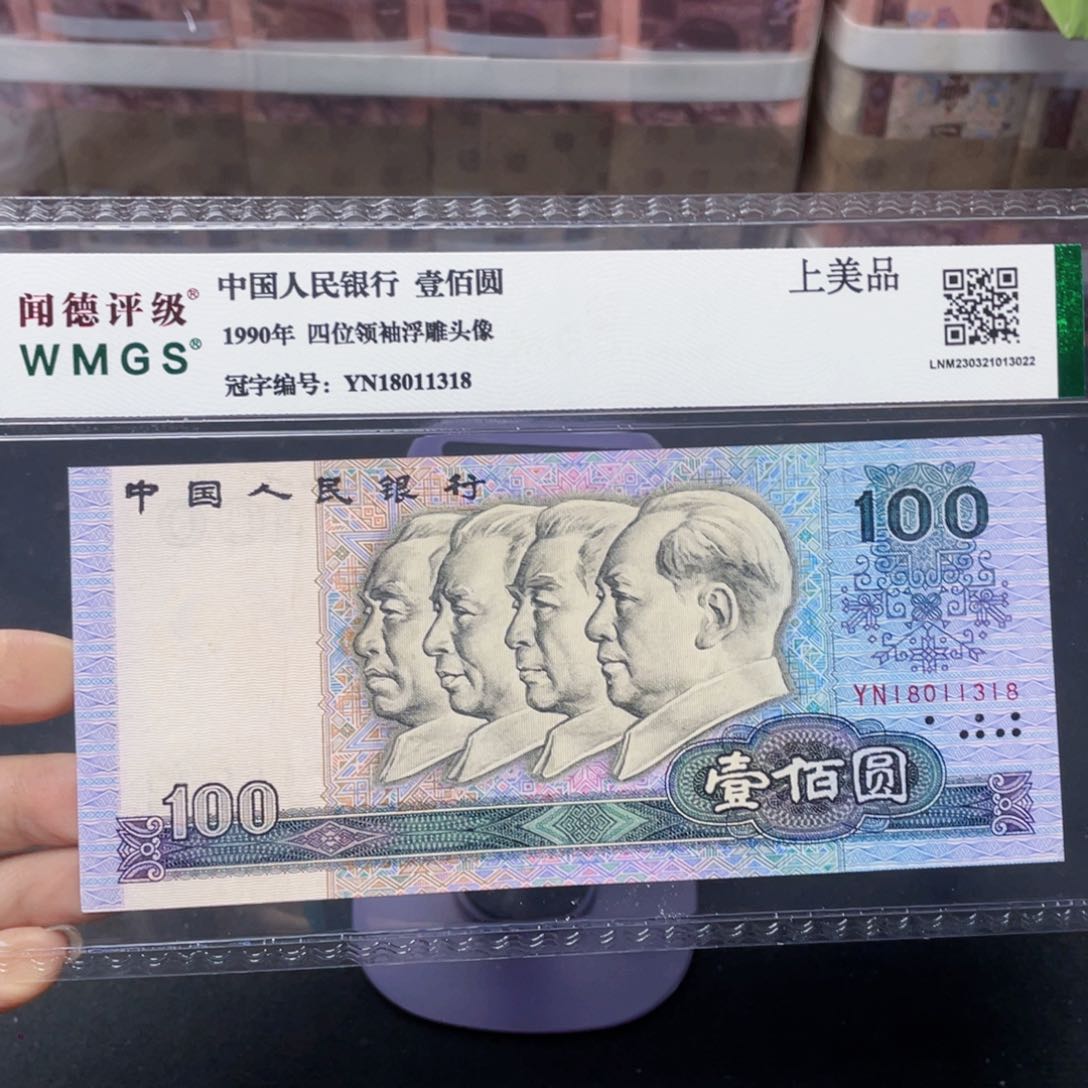 闻德评级®
WMGS®
中国人民银行 壹佰圆
1990年 四位领袖浮雕头像
冠字编号：YN18011318
上美品
LNM230321013022
中国人民银行
100
YN18011318
壹佰圆
100